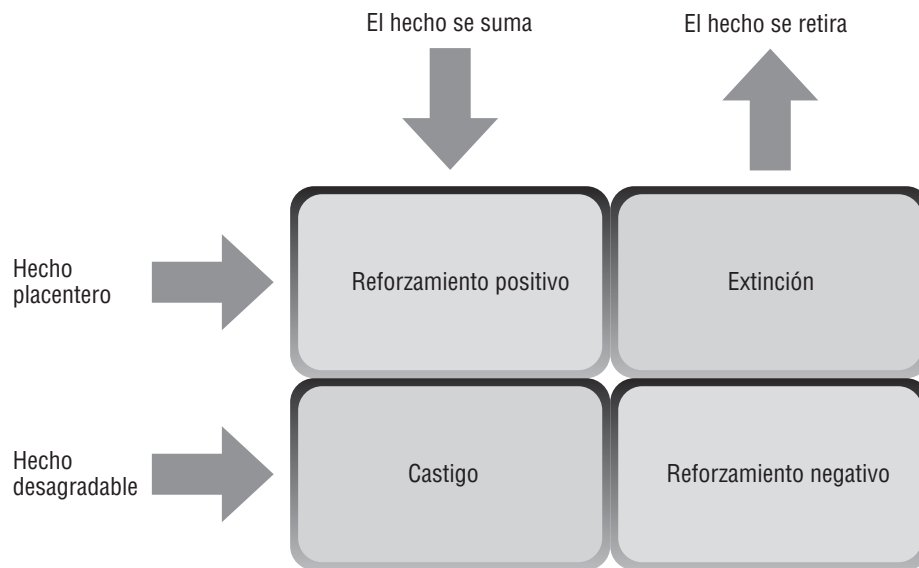 El hecho se suma
El hecho se retira
Hecho
placentero
Reforzamiento positivo
Extinción
Hecho
desagradable
Castigo
Reforzamiento negativo